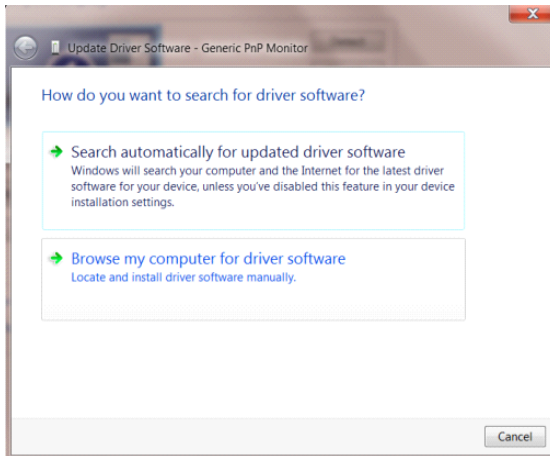 Update Driver Software - Generic PnP Monitor
How do you want to search for driver software?
Search automatically for updated driver software
Windows will search your computer and the Internet for the latest driver
software for your device, unless you've disabled this feature in your device
installation settings.
Browse my computer for driver software
Locate and install driver software manually.
Cancel